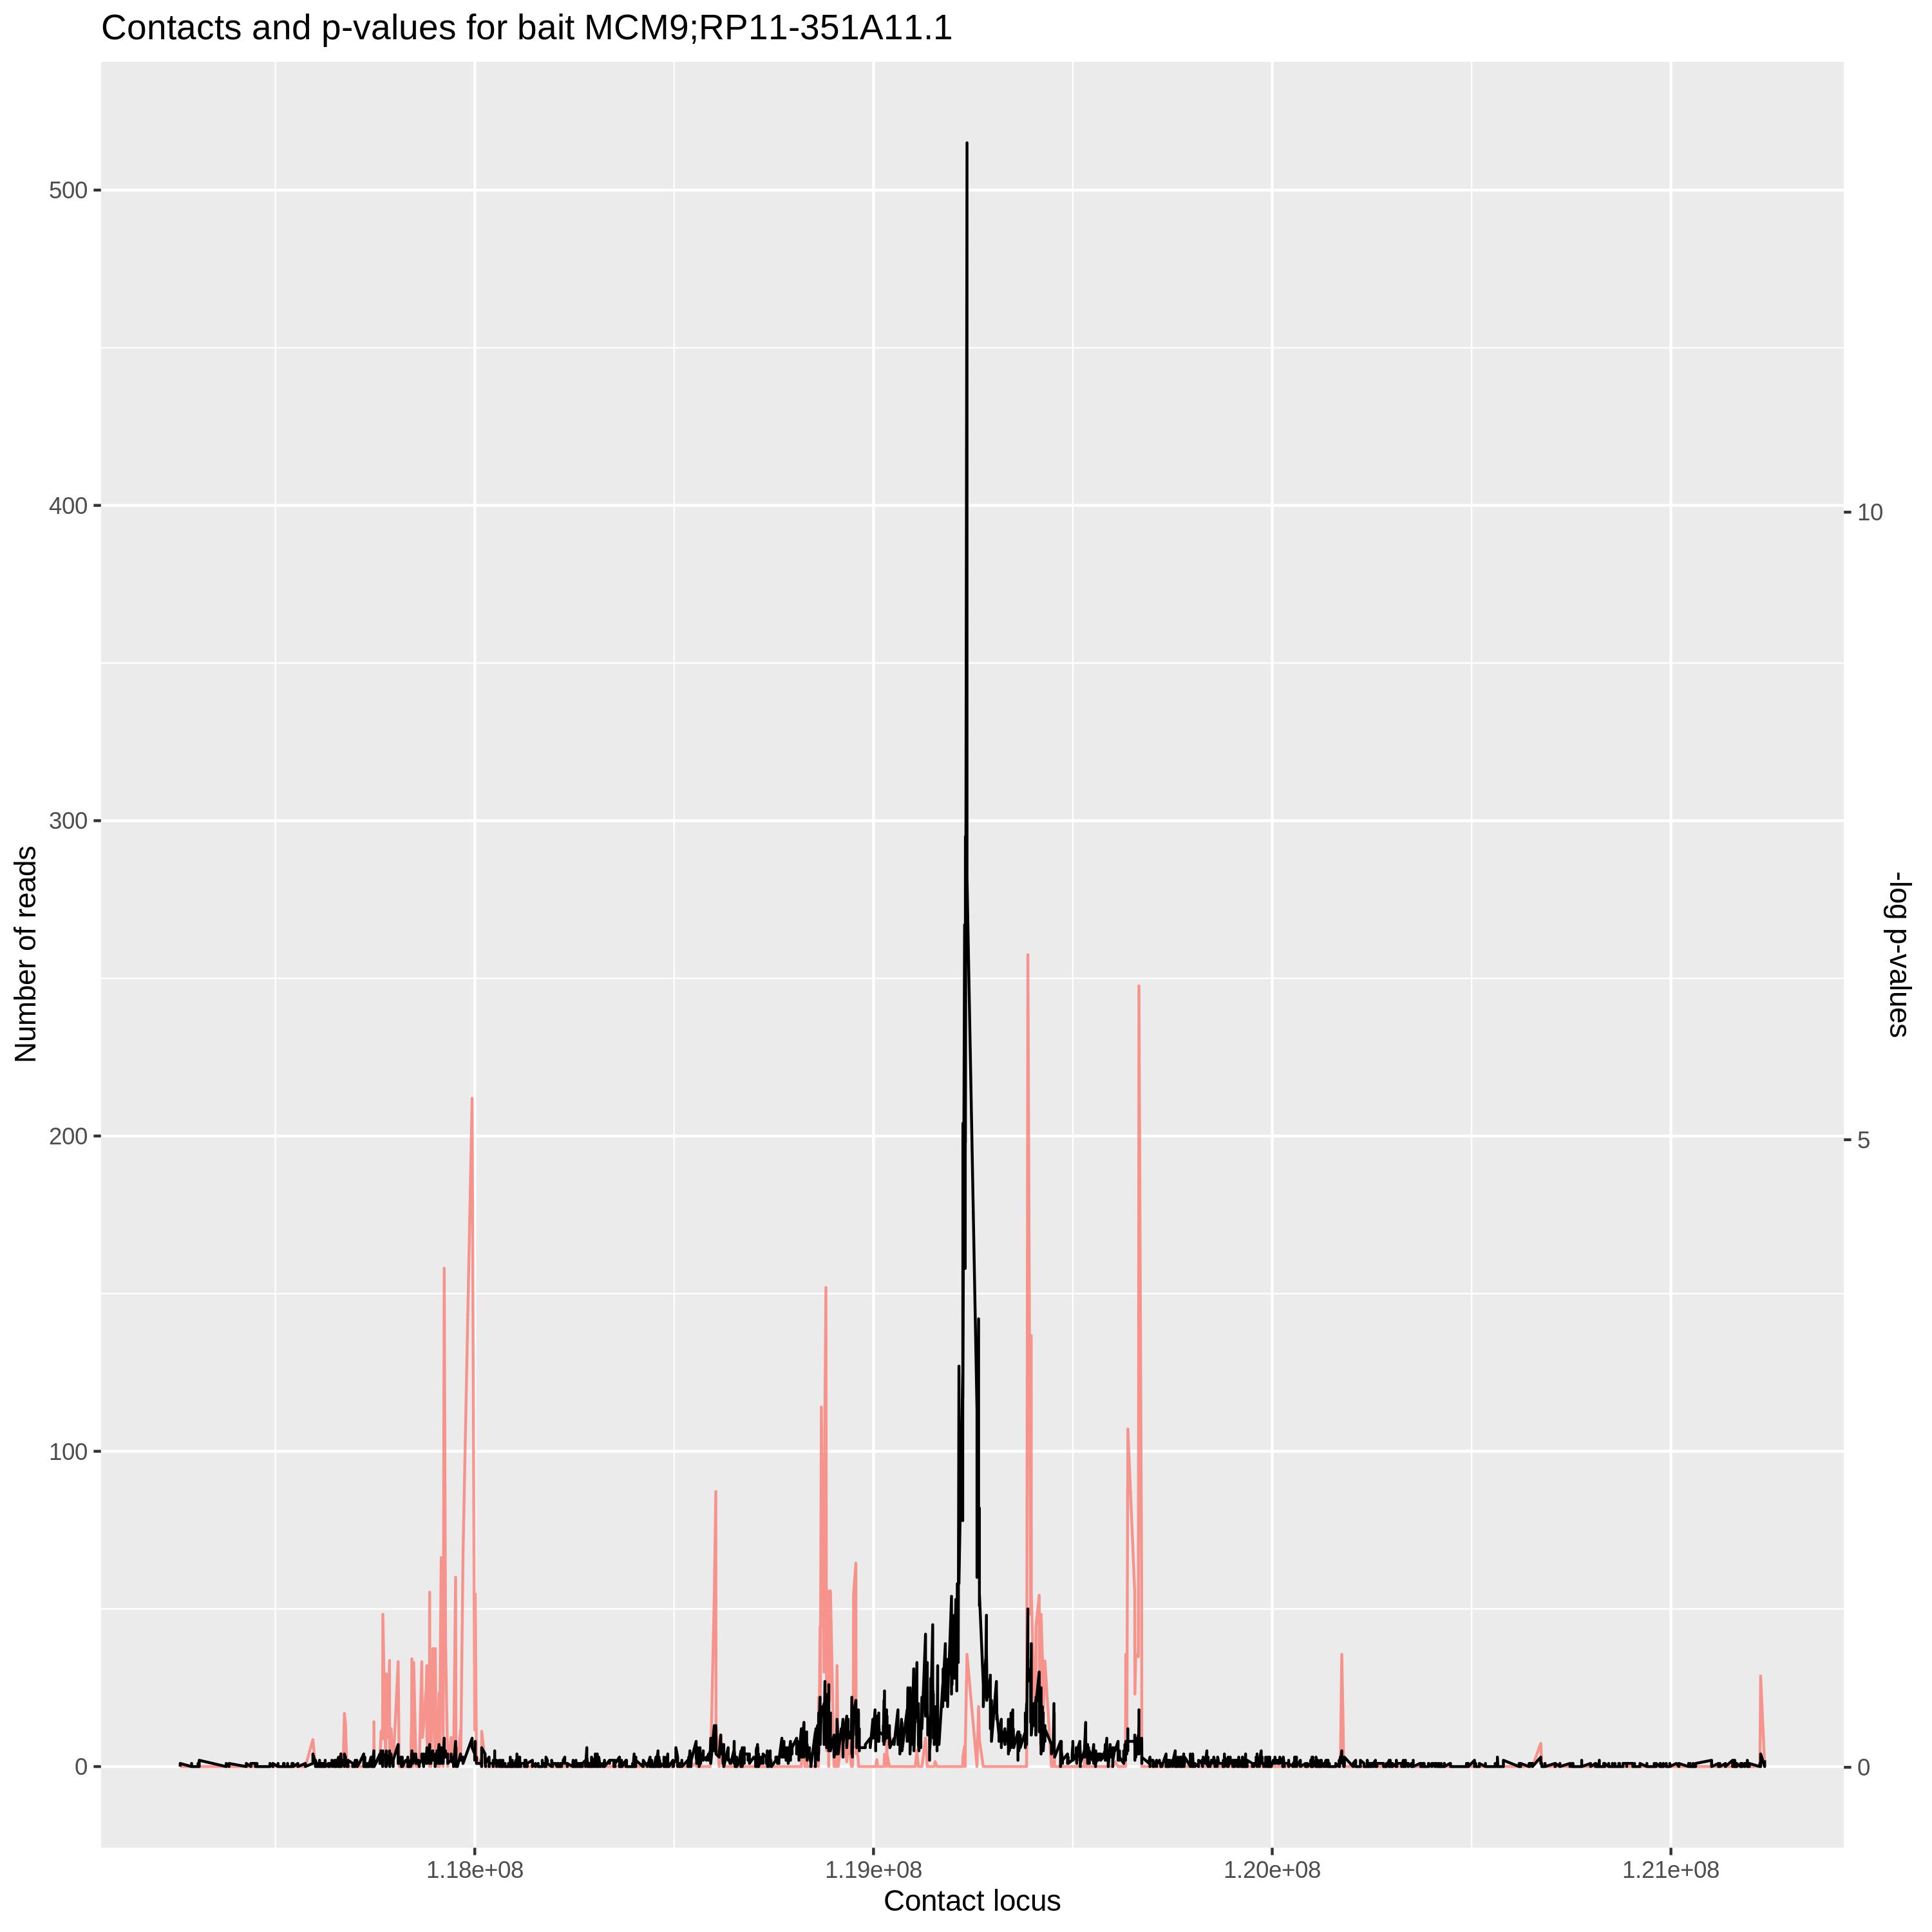 Contacts and p-values for bait MCM9;RP11-351A11.1
500
400
300
200
100
0
10
5
0
Number of reads
-log p-values
1.18e+08
1.19e+08
1.20e+08
1.21e+08
Contact locus